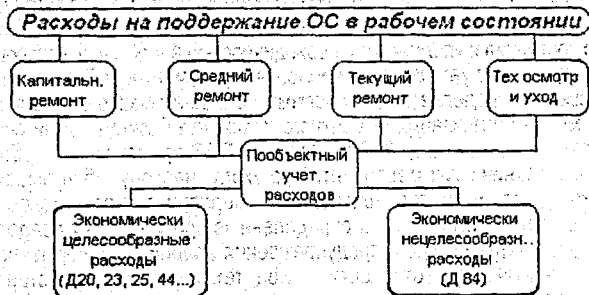 Расходы на поддержание ОС в рабочем состоянии
Капитальн.
ремонт
Средний
ремонт
Текущий
ремонт
Тех осмотр
и уход
Пообъектный
учет
расходов
Экономически
целесообразные
расходы
(Д20, 23, 25, 44...)
Экономически
нецелесообразн..
расходы
(Д 84)